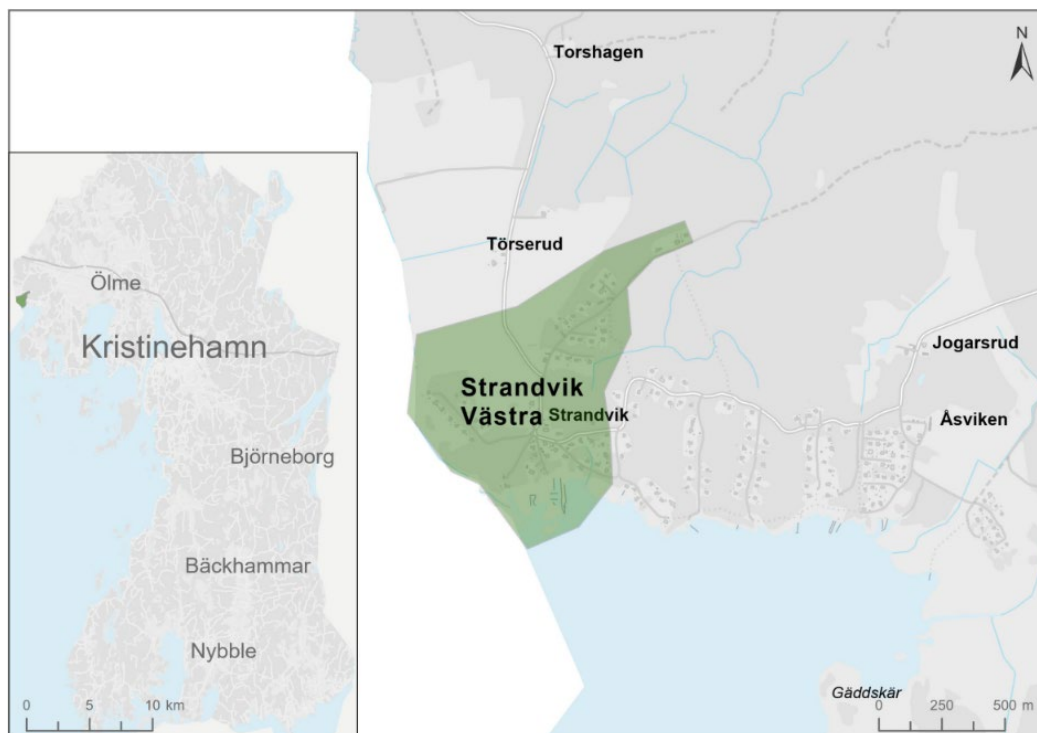 Torshagen
N
Törserud
Ölme
Kristinehamn
Jogarsrud
Strandvik
Västra
Strandvik
Åsviken
Björneborg
Bäckhammar
Nybble
Gäddskär
0 5 10 km
0 250 500 m